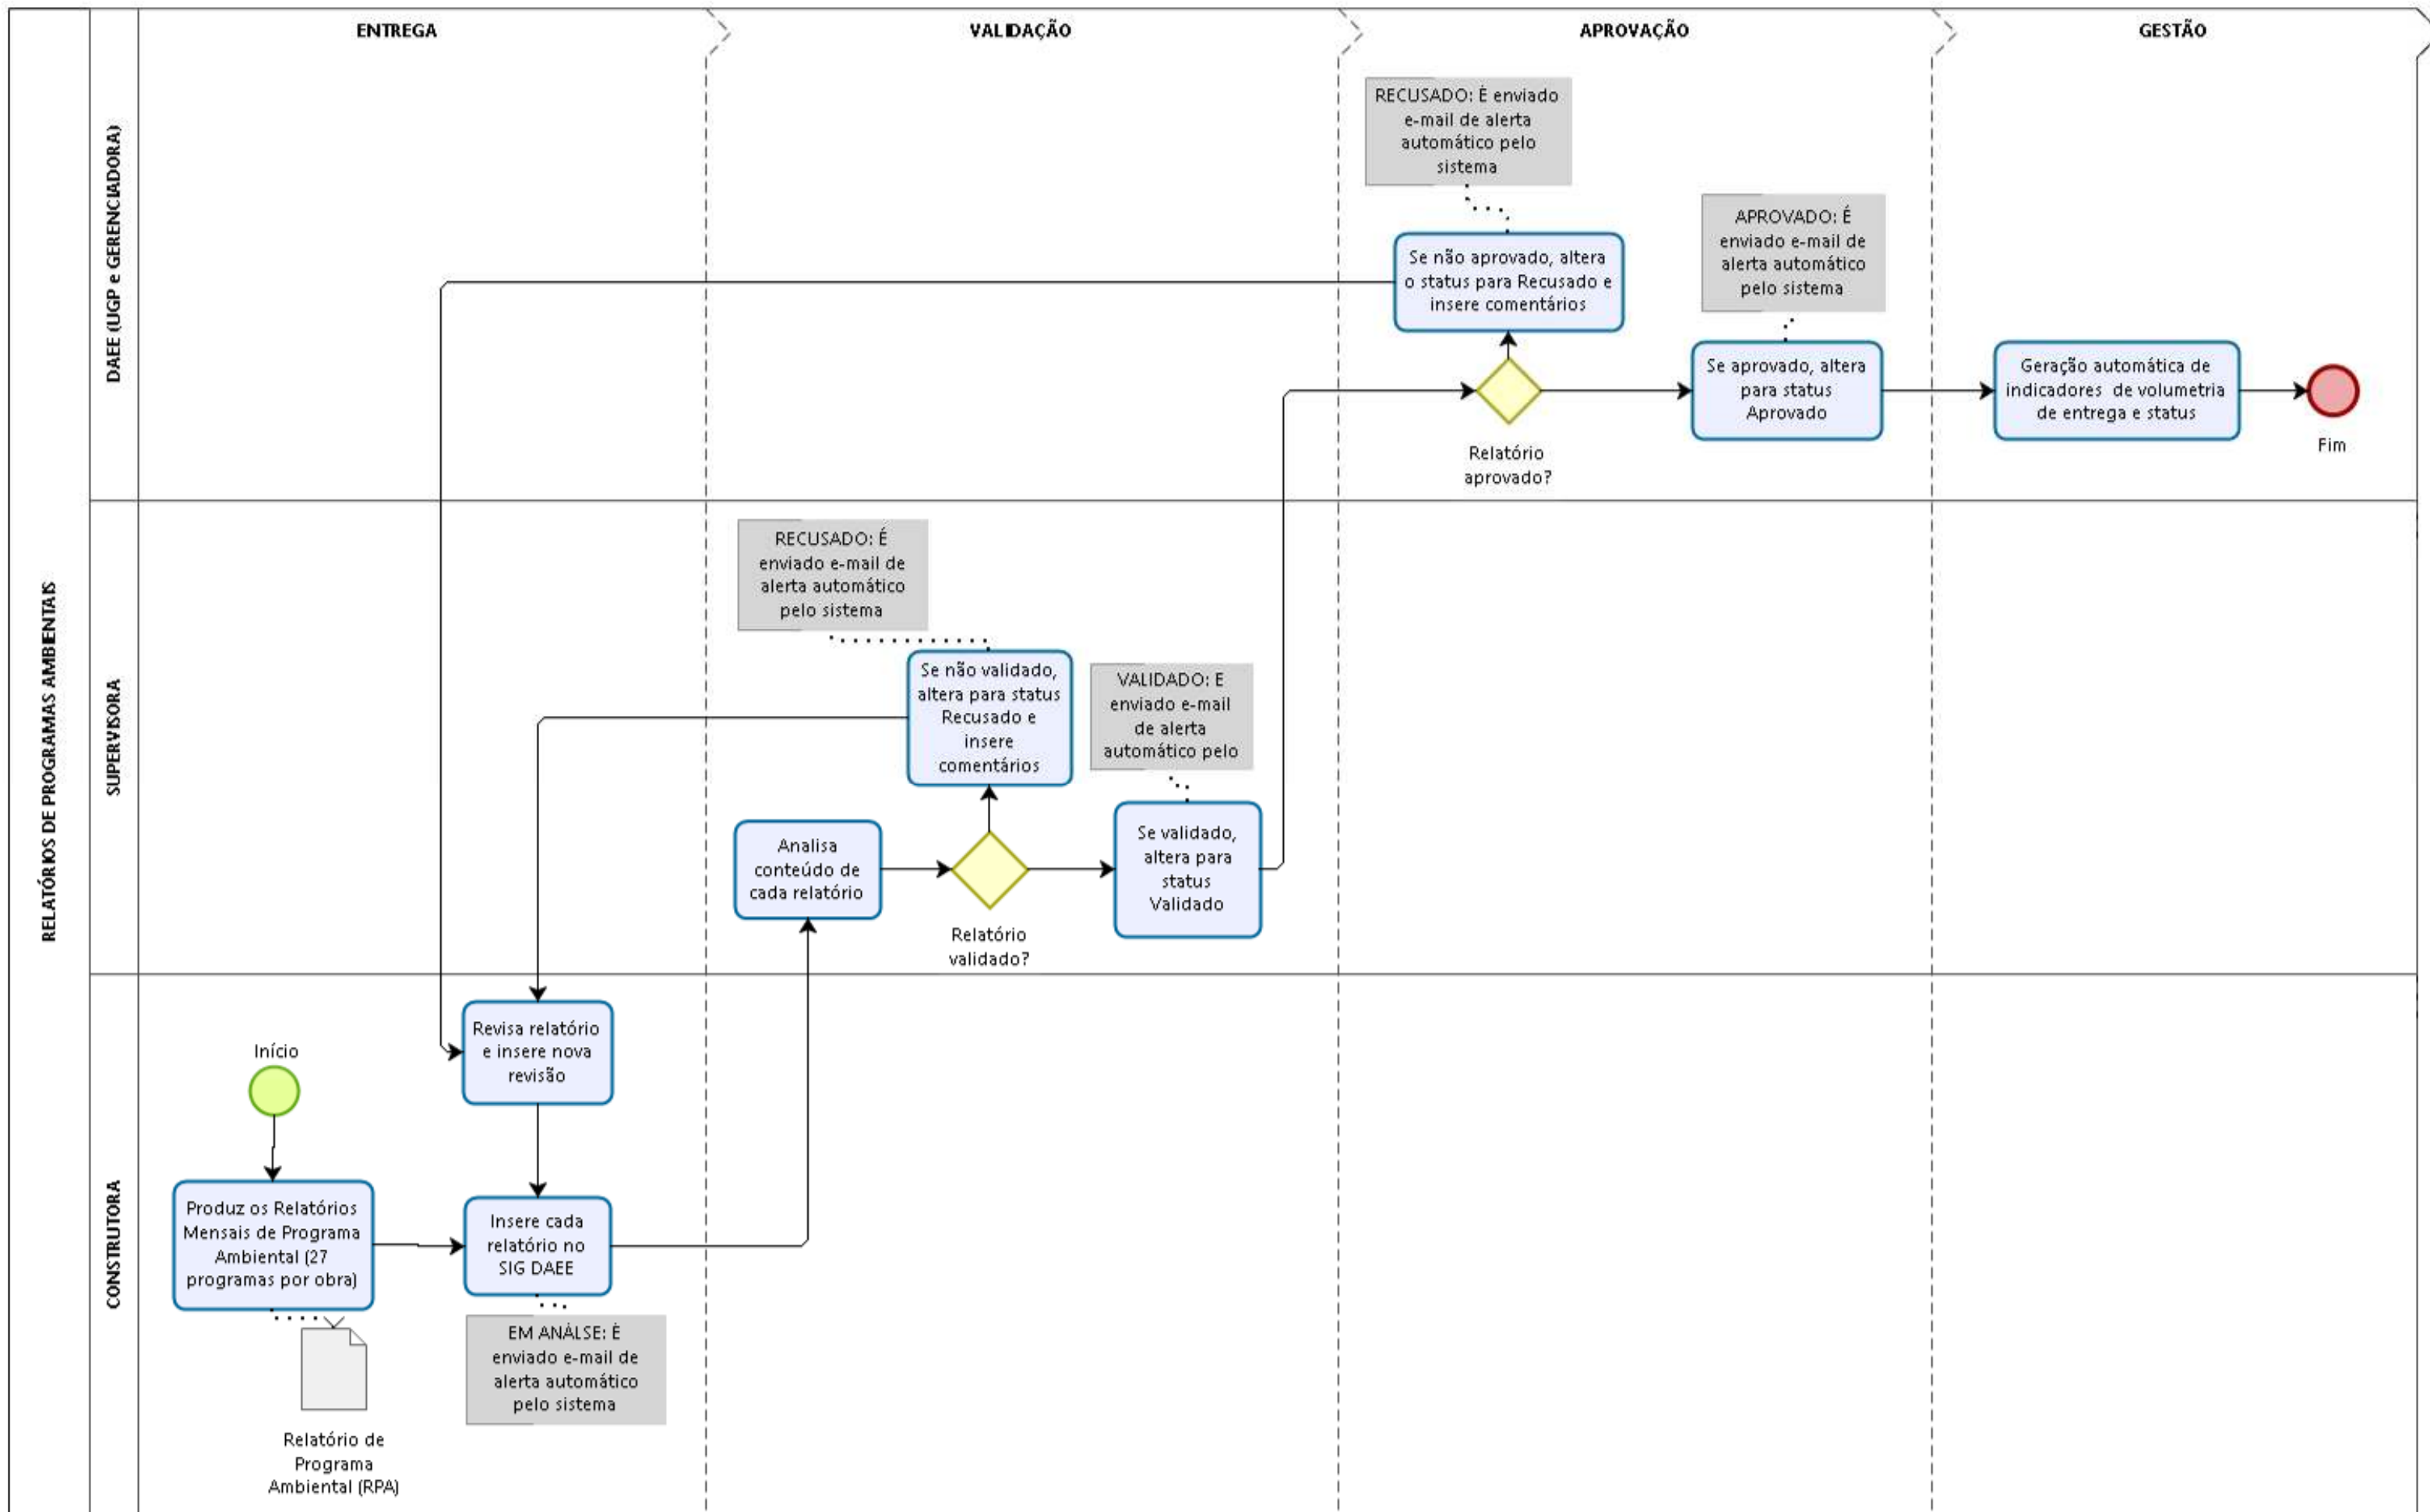 ENTREGA
VALIDAÇÃO
APROVAÇÃO
GESTÃO
RELATÓRIOS DE PROGRAMAS AMBIENTAIS
DAEE (UGP e GERENCIADORA)
RECUSADO: É enviado
e-mail de alerta
automático pelo
sistema
APROVADO: É
enviado e-mail de
alerta automático
pelo sistema
Se não aprovado, altera
o status para Recusado e
insere comentários
Se aprovado, altera
para status
Aprovado
Geração automática de
indicadores de volumetria
de entrega e status
Relatório
aprovado?
Fim
SUPERVISORA
RECUSADO: É
enviado e-mail de
alerta automático
pelo sistema
Se não validado,
altera para status
Recusado e
insere
comentários
VALIDADO: E
enviado e-mail
de alerta
automático pelo
Analisa
conteúdo de
cada relatório
Se validado,
altera para
status
Validado
Relatório
validado?
CONSTRUTORA
Início
Revisa relatório
e insere nova
revisão
Produz os Relatórios
Mensais de Programa
Ambiental (27
programas por obra)
Insere cada
relatório no
SIG DAEE
EM ANÁLSE: É
enviado e-mail de
alerta automático
pelo sistema
Relatório de
Programa
Ambiental (RPA)